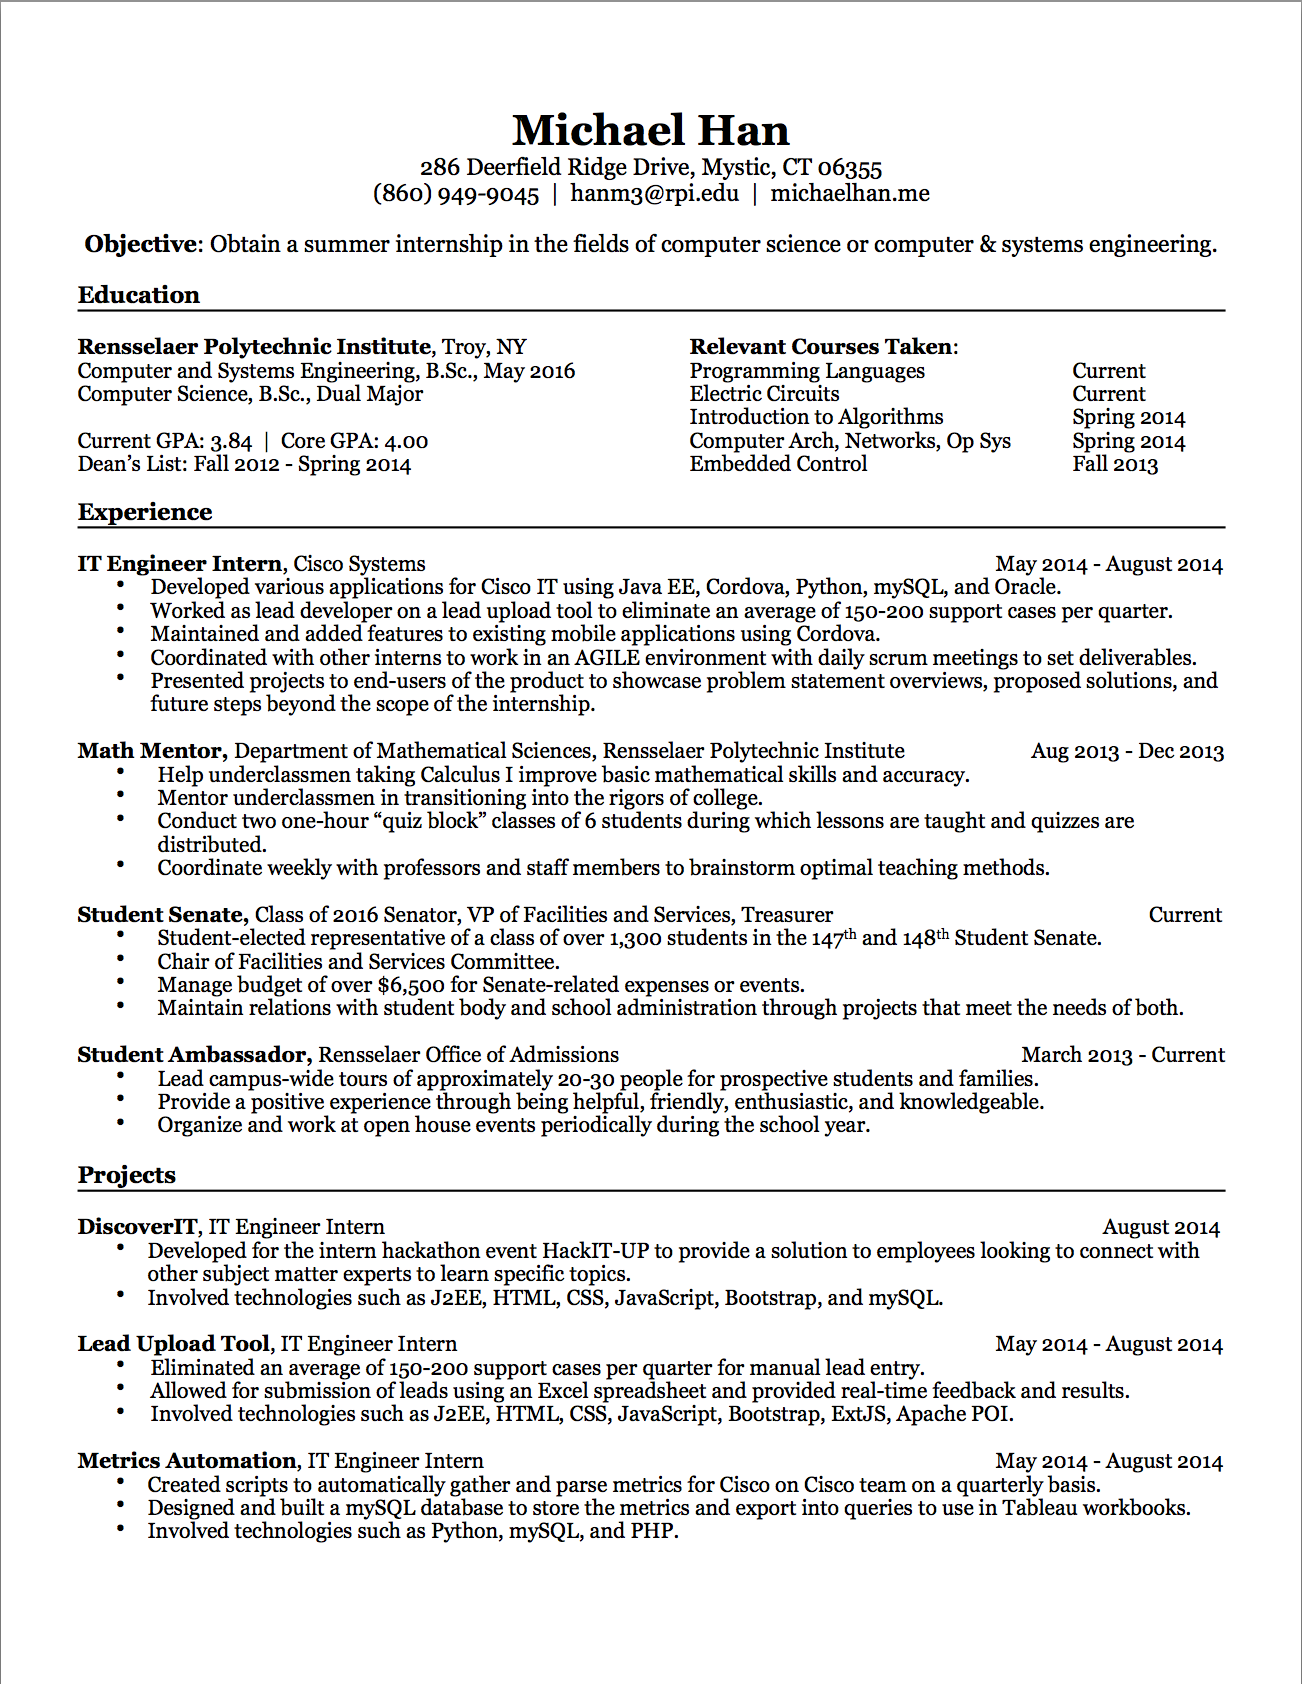 Michael Han
286 Deerfield Ridge Drive, Mystic, CT 06355
(860) 949-9045 | hanm3@rpi.edu | michaelhan.me
Objective: Obtain a summer internship in the fields of computer science or computer & systems engineering.
Education
Rensselaer Polytechnic Institute, Troy, NY
Computer and Systems Engineering, B.Sc., May 2016
Computer Science, B.Sc., Dual Major
Current GPA: 3.84 | Core GPA: 4.00
Dean’s List: Fall 2012 - Spring 2014
Relevant Courses Taken:
Programming Languages Current
Electric Circuits Current
Introduction to Algorithms Spring 2014
Computer Arch, Networks, Op Sys Spring 2014
Embedded Control Fall 2013
Experience
IT Engineer Intern, Cisco Systems May 2014 - August 2014
• Developed various applications for Cisco IT using Java EE, Cordova, Python, mySQL, and Oracle.
• Worked as lead developer on a lead upload tool to eliminate an average of 150-200 support cases per quarter.
• Maintained and added features to existing mobile applications using Cordova.
• Coordinated with other interns to work in an AGILE environment with daily scrum meetings to set deliverables.
• Presented projects to end-users of the product to showcase problem statement overviews, proposed solutions, and
future steps beyond the scope of the internship.
Math Mentor, Department of Mathematical Sciences, Rensselaer Polytechnic Institute Aug 2013 - Dec 2013
• Help underclassmen taking Calculus I improve basic mathematical skills and accuracy.
• Mentor underclassmen in transitioning into the rigors of college.
• Conduct two one-hour “quiz block” classes of 6 students during which lessons are taught and quizzes are
distributed.
• Coordinate weekly with professors and staff members to brainstorm optimal teaching methods.
Student Senate, Class of 2016 Senator, VP of Facilities and Services, Treasurer Current
• Student-elected representative of a class of over 1,300 students in the 147th and 148th Student Senate.
• Chair of Facilities and Services Committee.
• Manage budget of over $6,500 for Senate-related expenses or events.
• Maintain relations with student body and school administration through projects that meet the needs of both.
Student Ambassador, Rensselaer Office of Admissions March 2013 - Current
• Lead campus-wide tours of approximately 20-30 people for prospective students and families.
• Provide a positive experience through being helpful, friendly, enthusiastic, and knowledgeable.
• Organize and work at open house events periodically during the school year.
Projects
DiscoverIT, IT Engineer Intern August 2014
• Developed for the intern hackathon event HackIT-UP to provide a solution to employees looking to connect with
other subject matter experts to learn specific topics.
• Involved technologies such as J2EE, HTML, CSS, JavaScript, Bootstrap, and mySQL.
Lead Upload Tool, IT Engineer Intern May 2014 - August 2014
• Eliminated an average of 150-200 support cases per quarter for manual lead entry.
• Allowed for submission of leads using an Excel spreadsheet and provided real-time feedback and results.
• Involved technologies such as J2EE, HTML, CSS, JavaScript, Bootstrap, ExtJS, Apache POI.
Metrics Automation, IT Engineer Intern May 2014 - August 2014
• Created scripts to automatically gather and parse metrics for Cisco on Cisco team on a quarterly basis.
• Designed and built a mySQL database to store the metrics and export into queries to use in Tableau workbooks.
• Involved technologies such as Python, mySQL, and PHP.